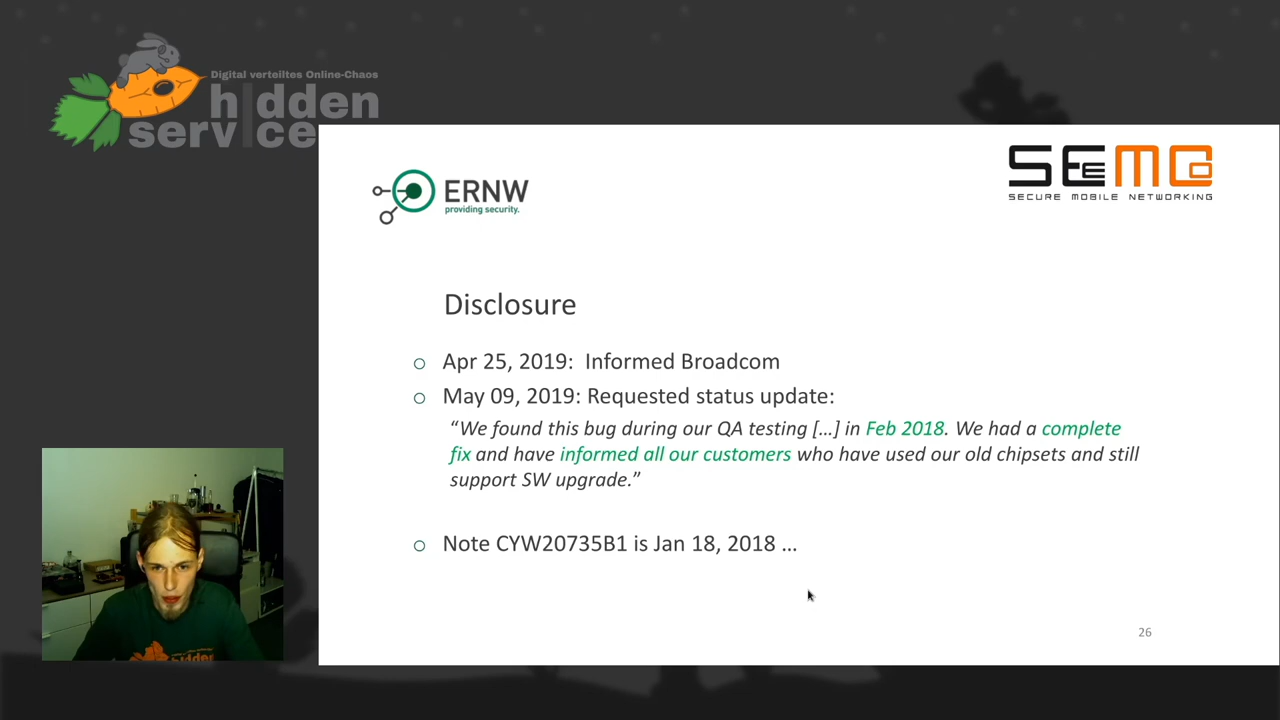 Digital verteiltes Online-Chaos
hidden
service
ERNW
providing security.
SEEMOO
SECURE MOBILE NETWORKING
Disclosure
Apr 25, 2019: Informed Broadcom
May 09, 2019: Requested status update:
“We found this bug during our QA testing [...] in Feb 2018. We had a complete
fix and have informed all our customers who have used our old chipsets and still
support SW upgrade.”
Note CYW20735B1 is Jan 18, 2018 ...
26
hidden